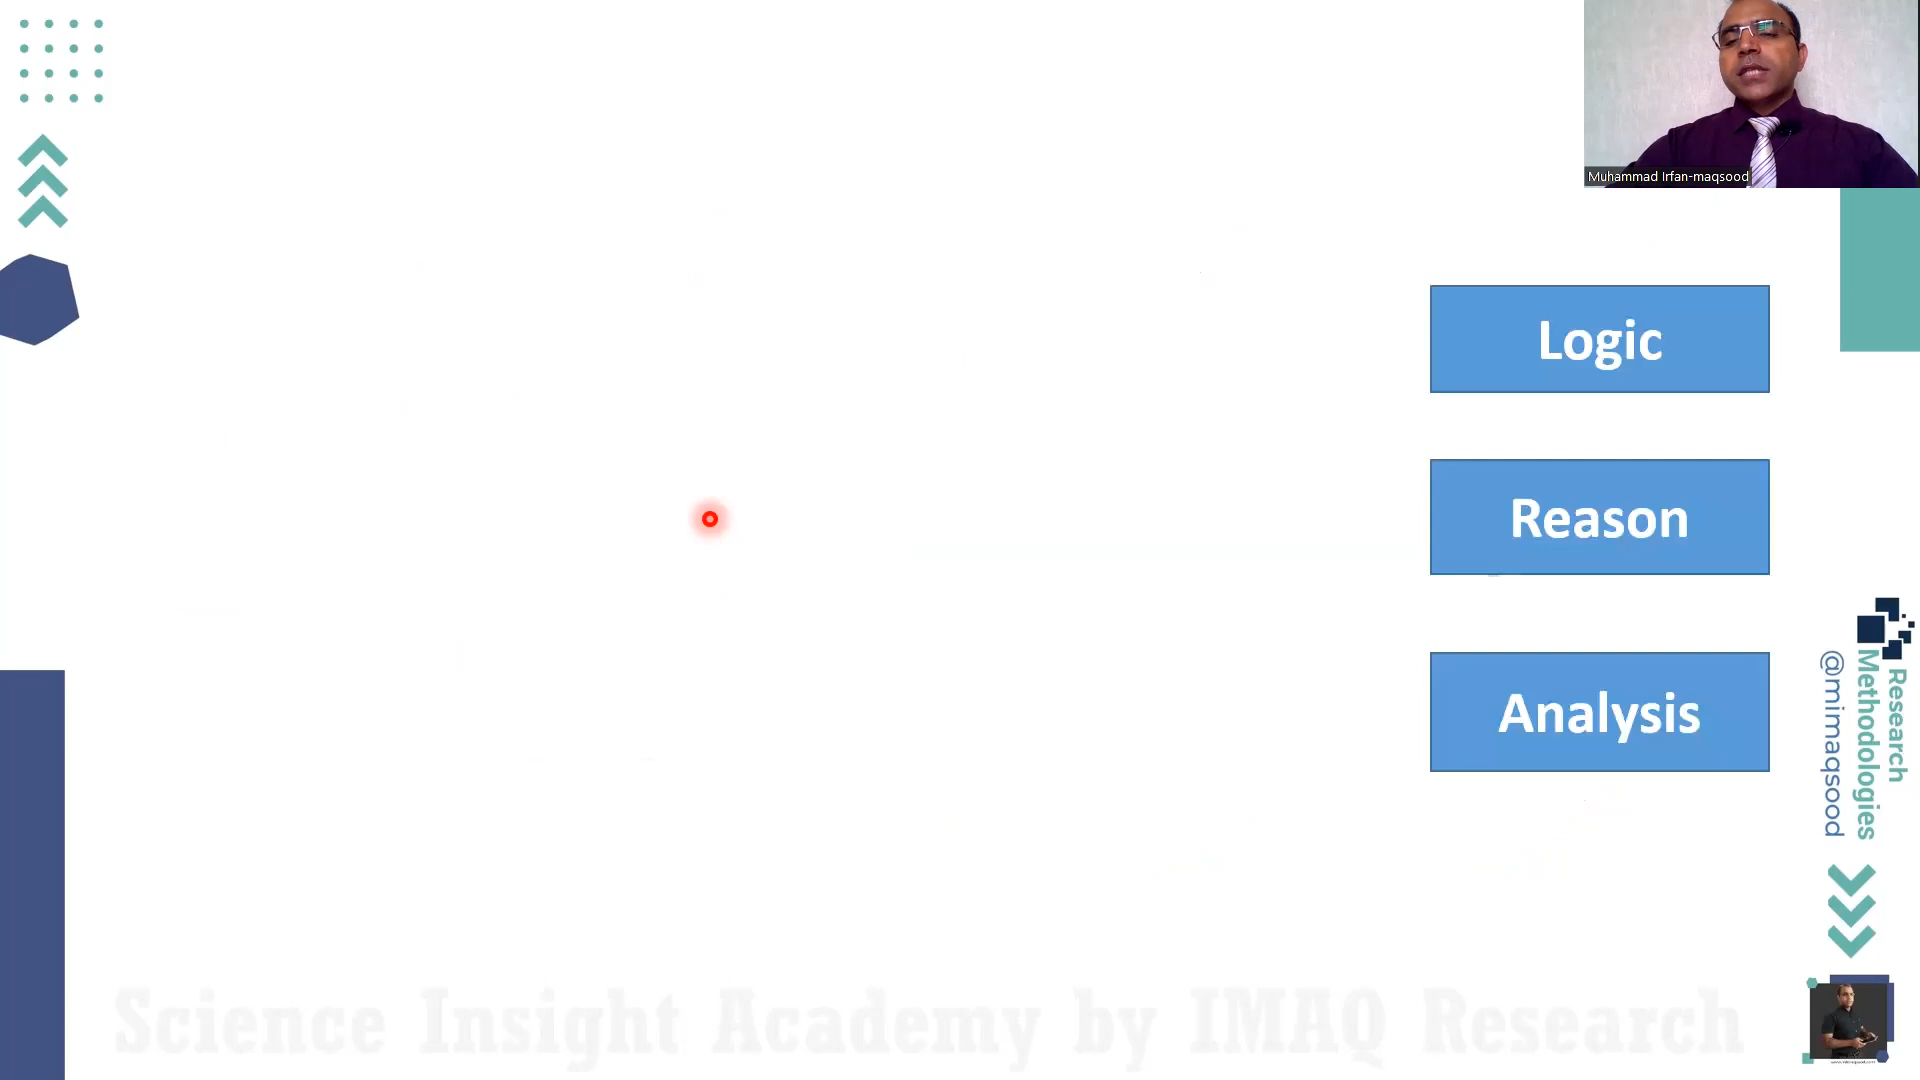 Muhammad Irfan-maqsood
Logic
Reason
Analysis
Research
Methodologies
@mimaqsood
Science Insight Academy by IMAQ Research